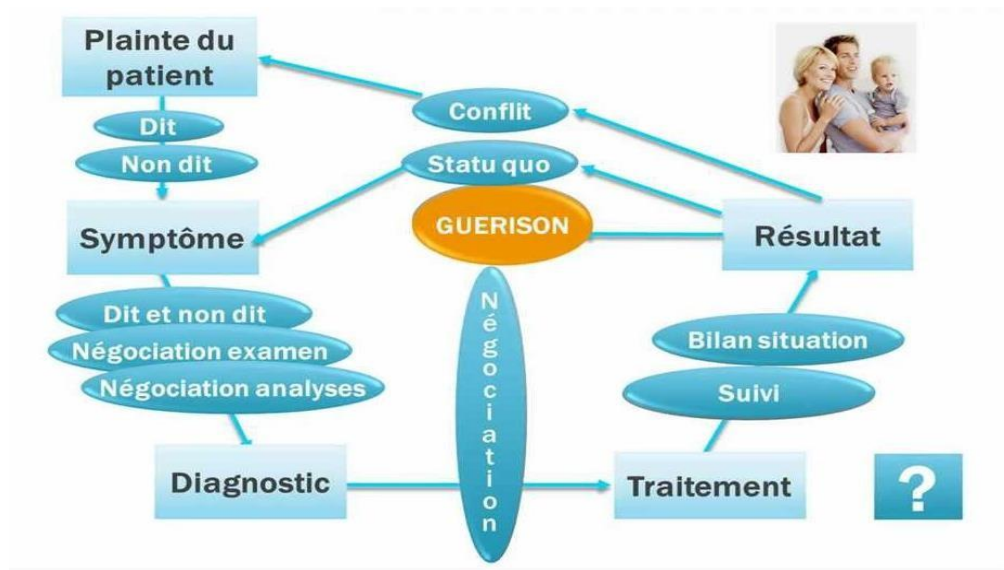 Plainte du
patient
Dit
Non dit
Symptôme
Dit et non dit
Négociation examen
Négociation analyses
Diagnostic
Conflit
Statu quo
GUERISON
Négociation
Résultat
Bilan situation
Suivi
Traitement
?